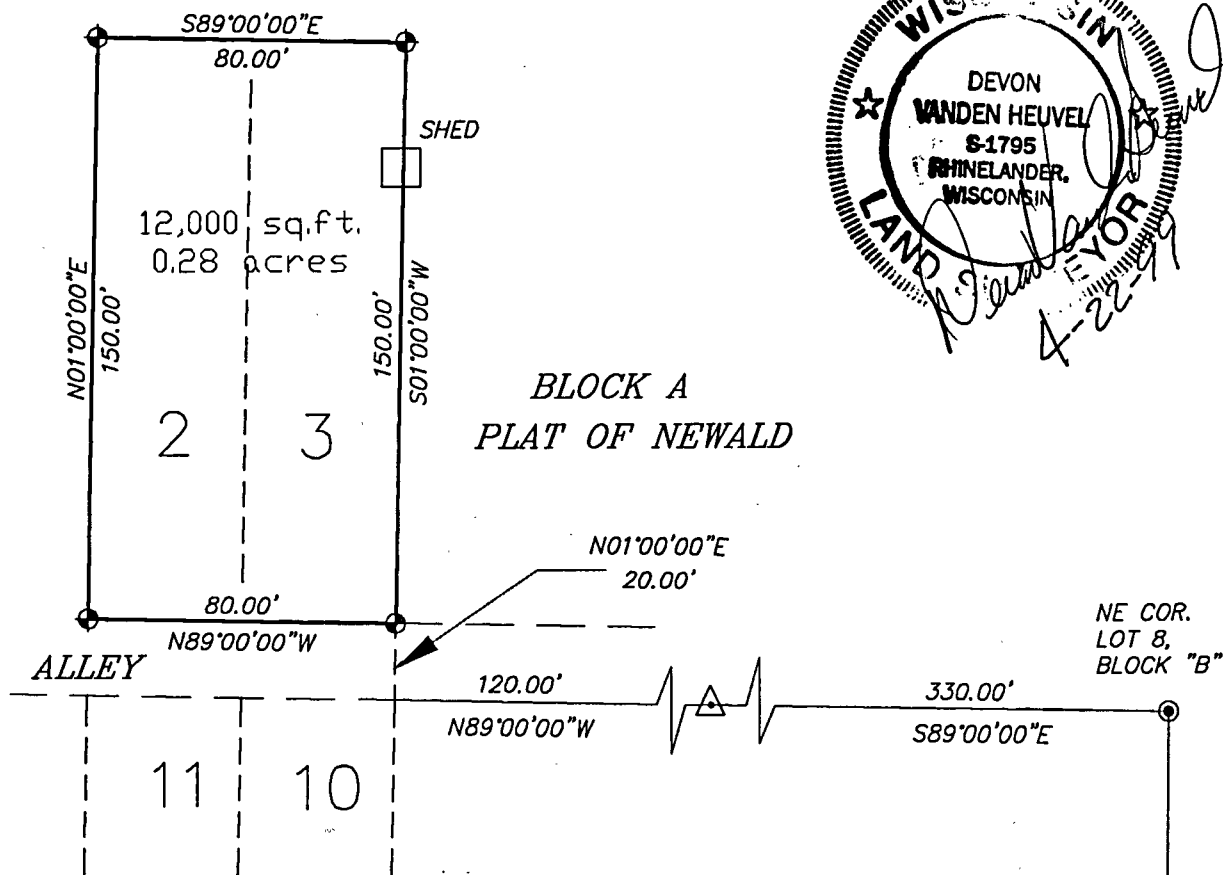 S89°00'00"E
80.00'
SHED
12,000 sq.ft.
0.28 acres
N01°00'00"E
150.00'
150.00'
S01°00'00"W
2
3
BLOCK A
PLAT OF NEWALD
N01°00'00"E
20.00'
80.00'
N89°00'00"W
ALLEY
120.00'
N89°00'00"W
330.00'
S89°00'00"E
NE COR.
LOT 8,
BLOCK "B"
11
10
DEVON
VANDEN HEUVEL
S-1795
RHINELANDER,
WISCONSIN
LAND
4-22-99